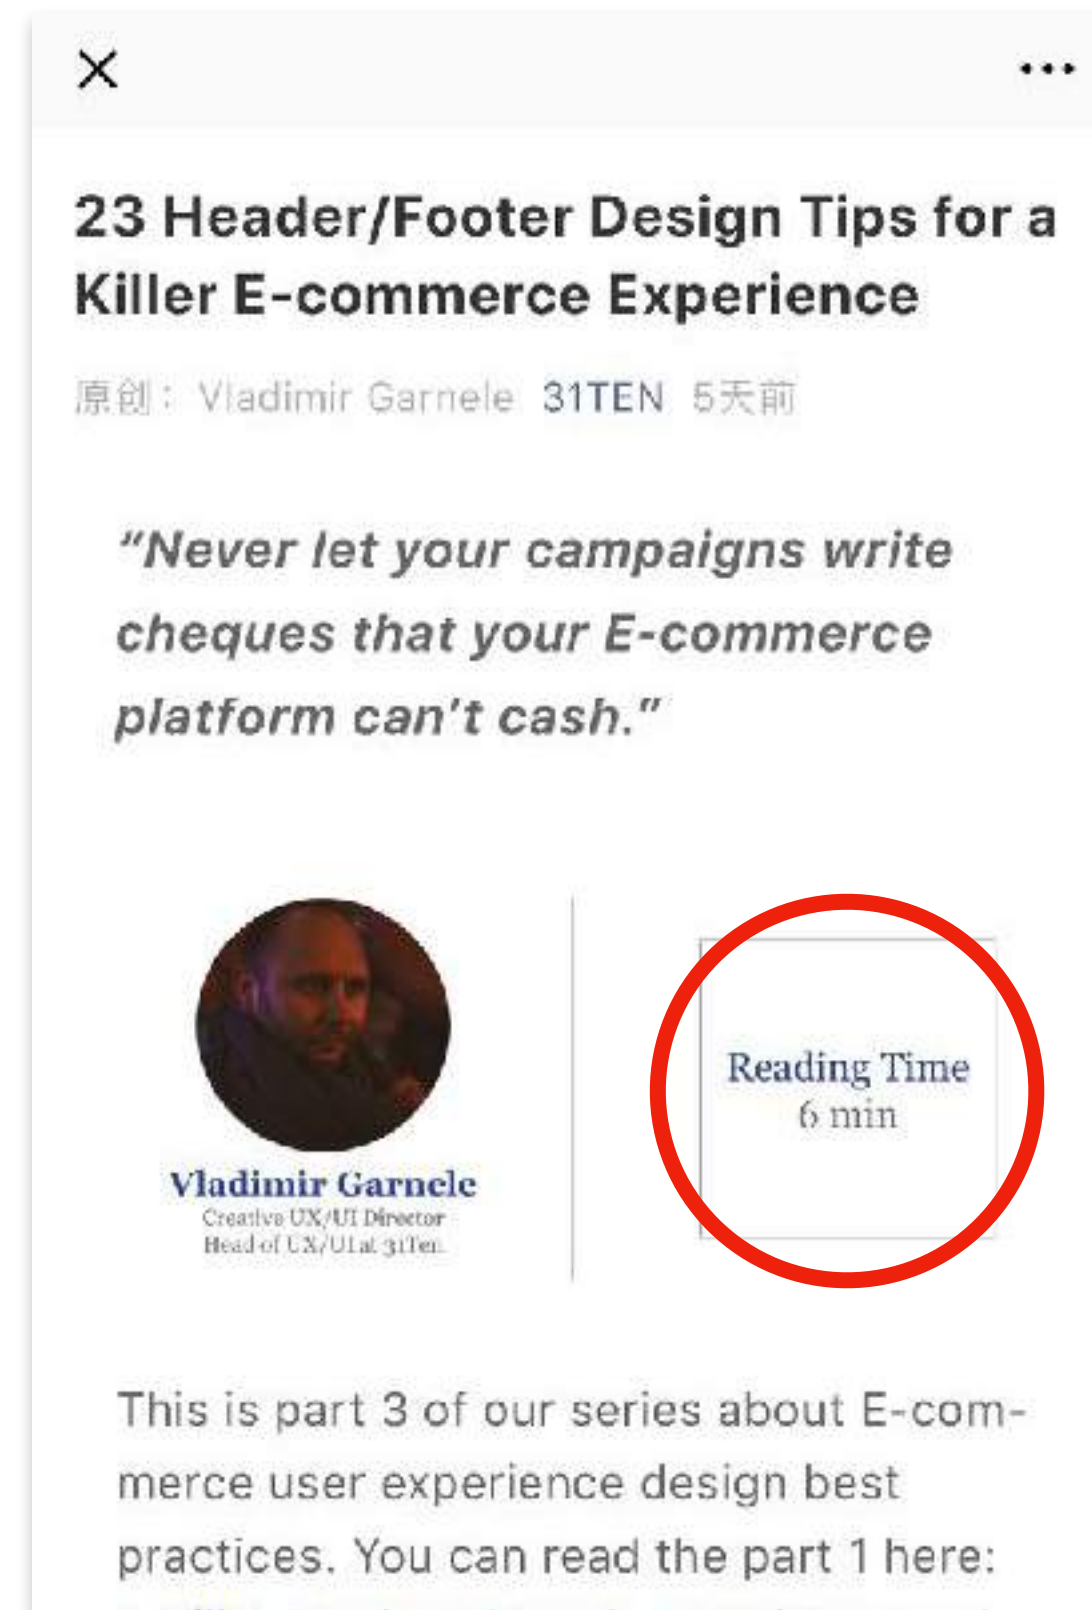 23 Header/Footer Design Tips for a
Killer E-commerce Experience
原创： Vladimir Garnele 31TEN 5天前
“Never let your campaigns write
cheques that your E-commerce
platform can’t cash.”
Vladimir Garnele
Creative UX/UI Director
Head of UX/UI at 31Ten
Reading Time
6 min
This is part 3 of our series about E-com-
merce user experience design best
practices. You can read the part 1 here: